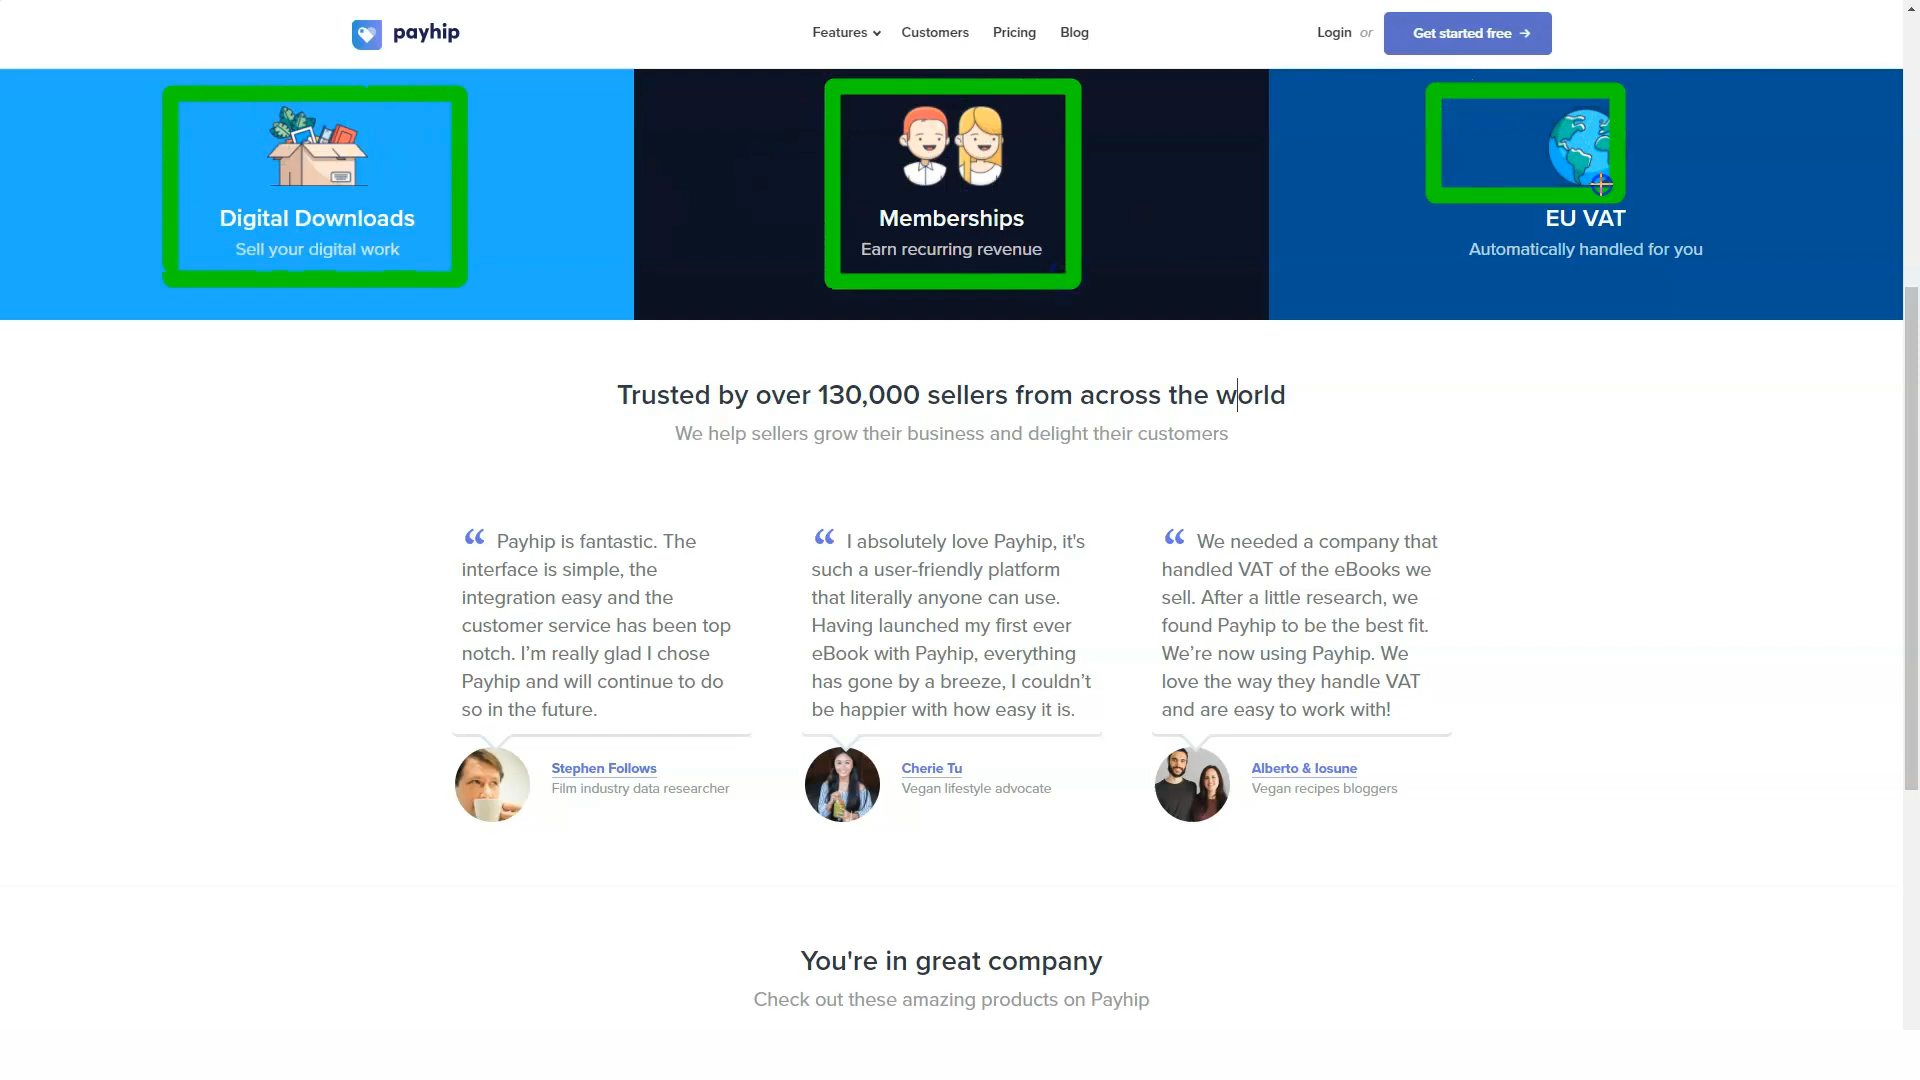 payhip
Features Customers Pricing Blog
Login or Get started free →
Digital Downloads
Sell your digital work
Memberships
Earn recurring revenue
EU VAT
Automatically handled for you
Trusted by over 130,000 sellers from across the world
We help sellers grow their business and delight their customers
“ Payhip is fantastic. The
interface is simple, the
integration easy and the
customer service has been top
notch. I’m really glad I chose
Payhip and will continue to do
so in the future.
Stephen Follows
Film industry data researcher
“ I absolutely love Payhip, it's
such a user-friendly platform
that literally anyone can use.
Having launched my first ever
eBook with Payhip, everything
has gone by a breeze, I couldn’t
be happier with how easy it is.
Cherie Tu
Vegan lifestyle advocate
“ We needed a company that
handled VAT of the eBooks we
sell. After a little research, we
found Payhip to be the best fit.
We’re now using Payhip. We
love the way they handle VAT
and are easy to work with!
Alberto & Iosune
Vegan recipes bloggers
You're in great company
Check out these amazing products on Payhip